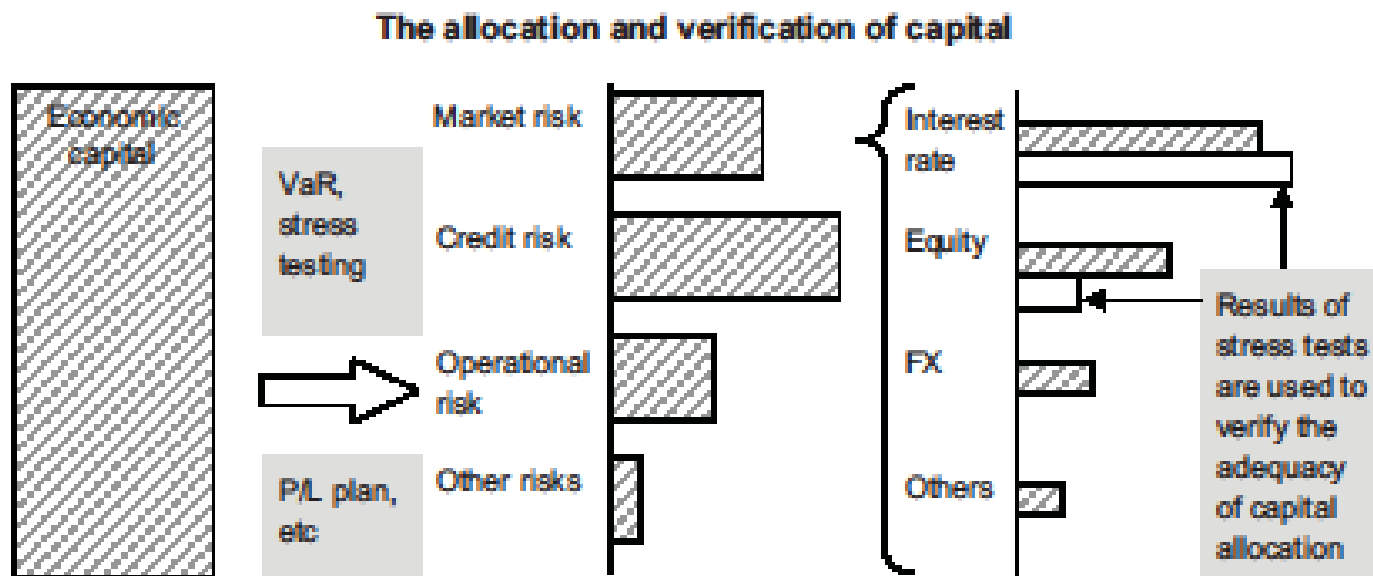 The allocation and verification of capital
Economic
capital
VaR,
stress
testing
P/L plan,
etc
Market risk
Credit risk
Operational
risk
Other risks
Interest
rate
Equity
FX
Others
Results of
stress tests
are used to
verify the
adequacy
of capital
allocation